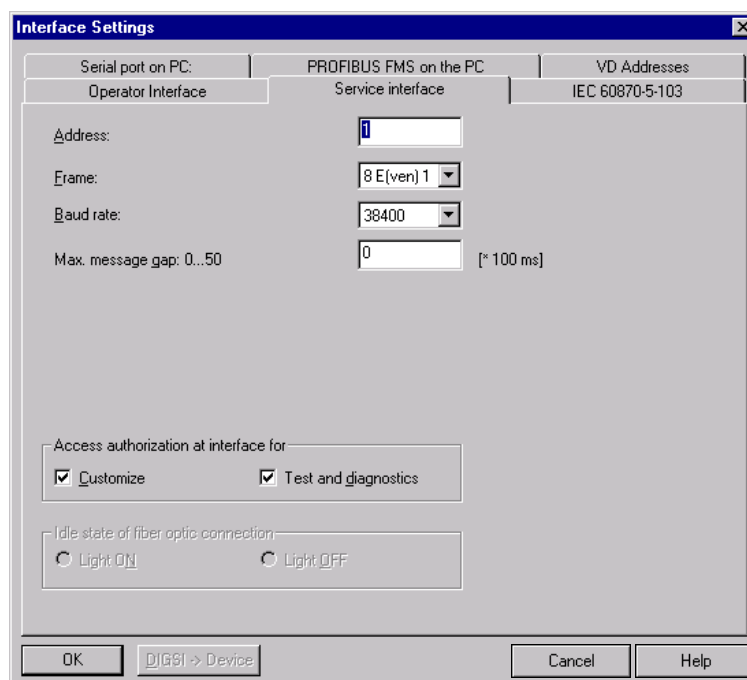 Interface Settings
Serial port on PC: PROFIBUS FMS on the PC VD Addresses
Operator Interface Service interface IEC 60870-5-103
Address: 1
Frame: 8 E(ven) 1
Baud rate: 38400
Max. message gap: 0...50 0 [* 100 ms]
Access authorization at interface for
Customize Test and diagnostics
Idle state of fiber optic connection
Light ON Light OFF
OK DIGSI -> Device Cancel Help